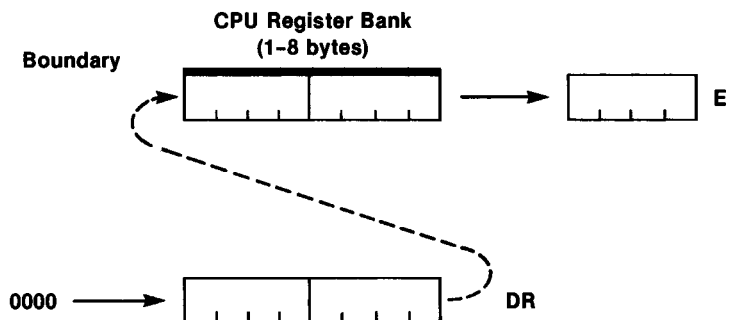 CPU Register Bank
(1–8 bytes)
Boundary
E
0000
DR